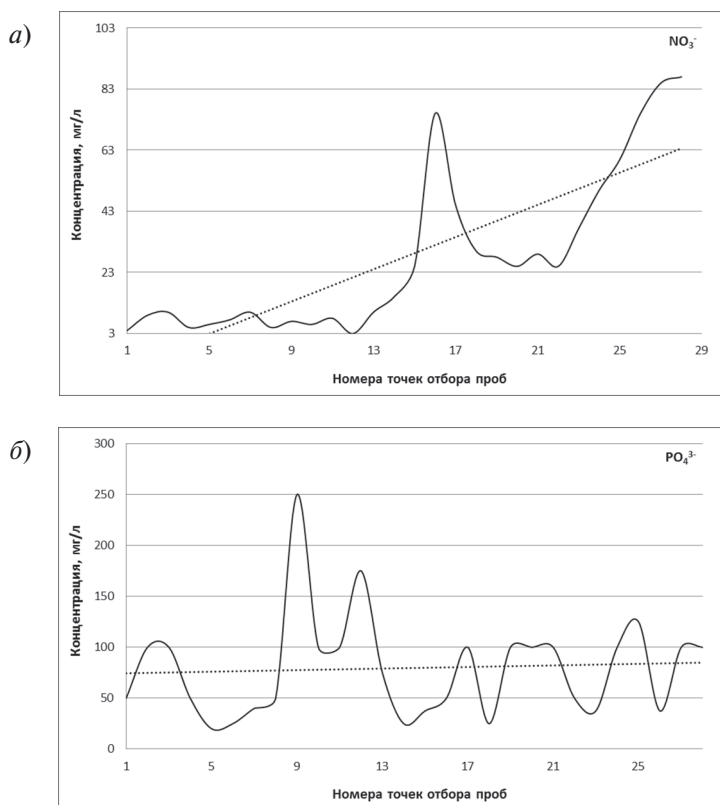 а)
NO₃⁻
Концентрация, мг/л
103
83
63
43
23
3
1 5 9 13 17 21 25 29
Номера точек отбора проб
б)
PO₄³⁻
Концентрация, мг/л
300
250
200
150
100
50
0
1 5 9 13 17 21 25
Номера точек отбора проб